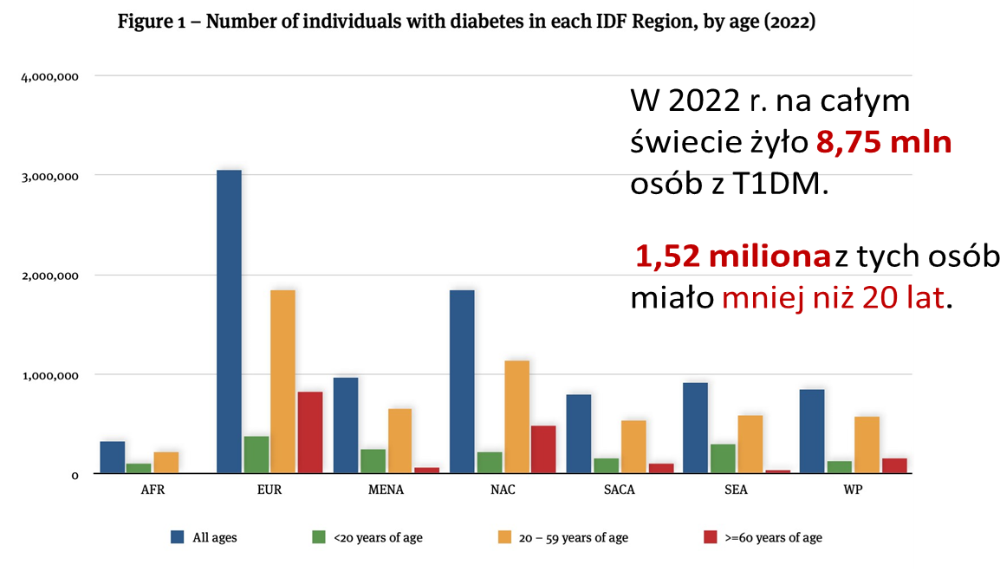 Figure 1 – Number of individuals with diabetes in each IDF Region, by age (2022)
4,000,000
W 2022 r. na całym
świecie żyło 8,75 mln
3,000,000
osób z T1DM.
1,52 miliona z tych osób
2,000,000
miało mniej niż 20 lat.
1,000,000
0
AFR EUR MENA NAC SACA SEA WP
All ages <20 years of age 20 – 59 years of age >=60 years of age